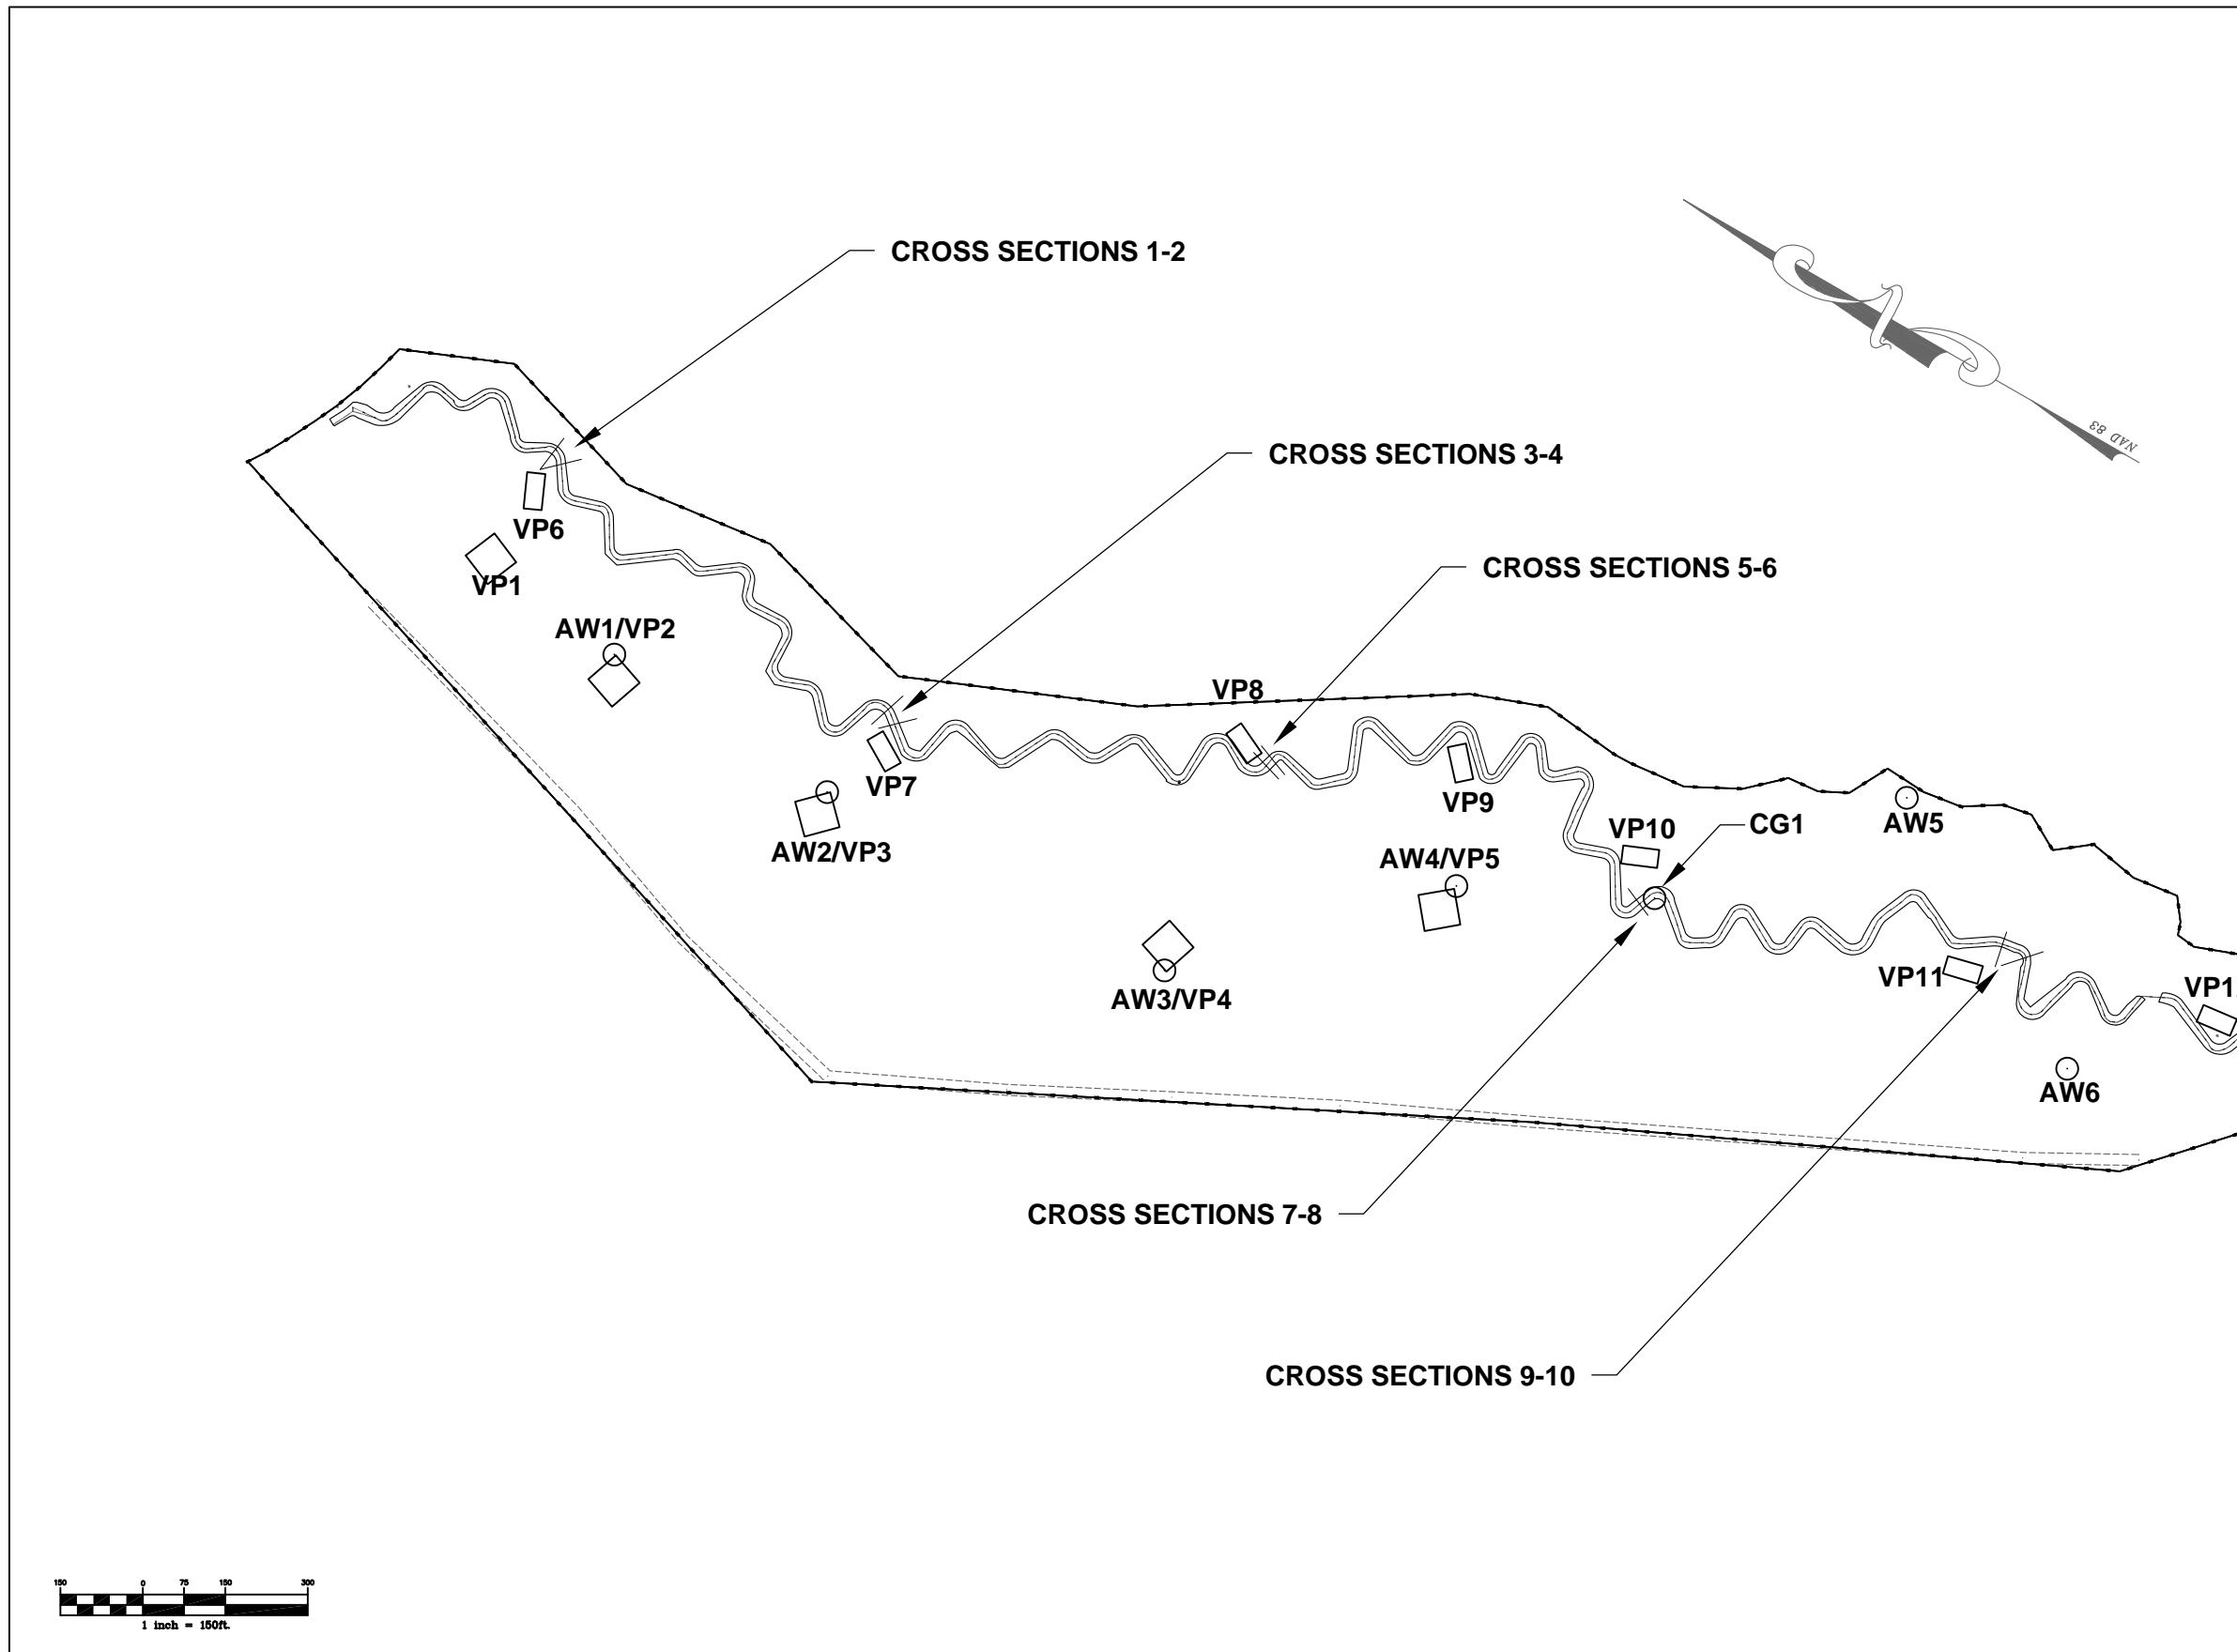 CROSS SECTIONS 1-2
CROSS SECTIONS 3-4
NAD 83
VP6
CROSS SECTIONS 5-6
VP1
AW1/VP2
VP8
VP7
VP9
AW2/VP3
VP10
CG1
AW5
AW4/VP5
VP11
VP1
AW3/VP4
AW6
CROSS SECTIONS 7-8
CROSS SECTIONS 9-10
150 0 75 150 300
1 inch = 150ft.